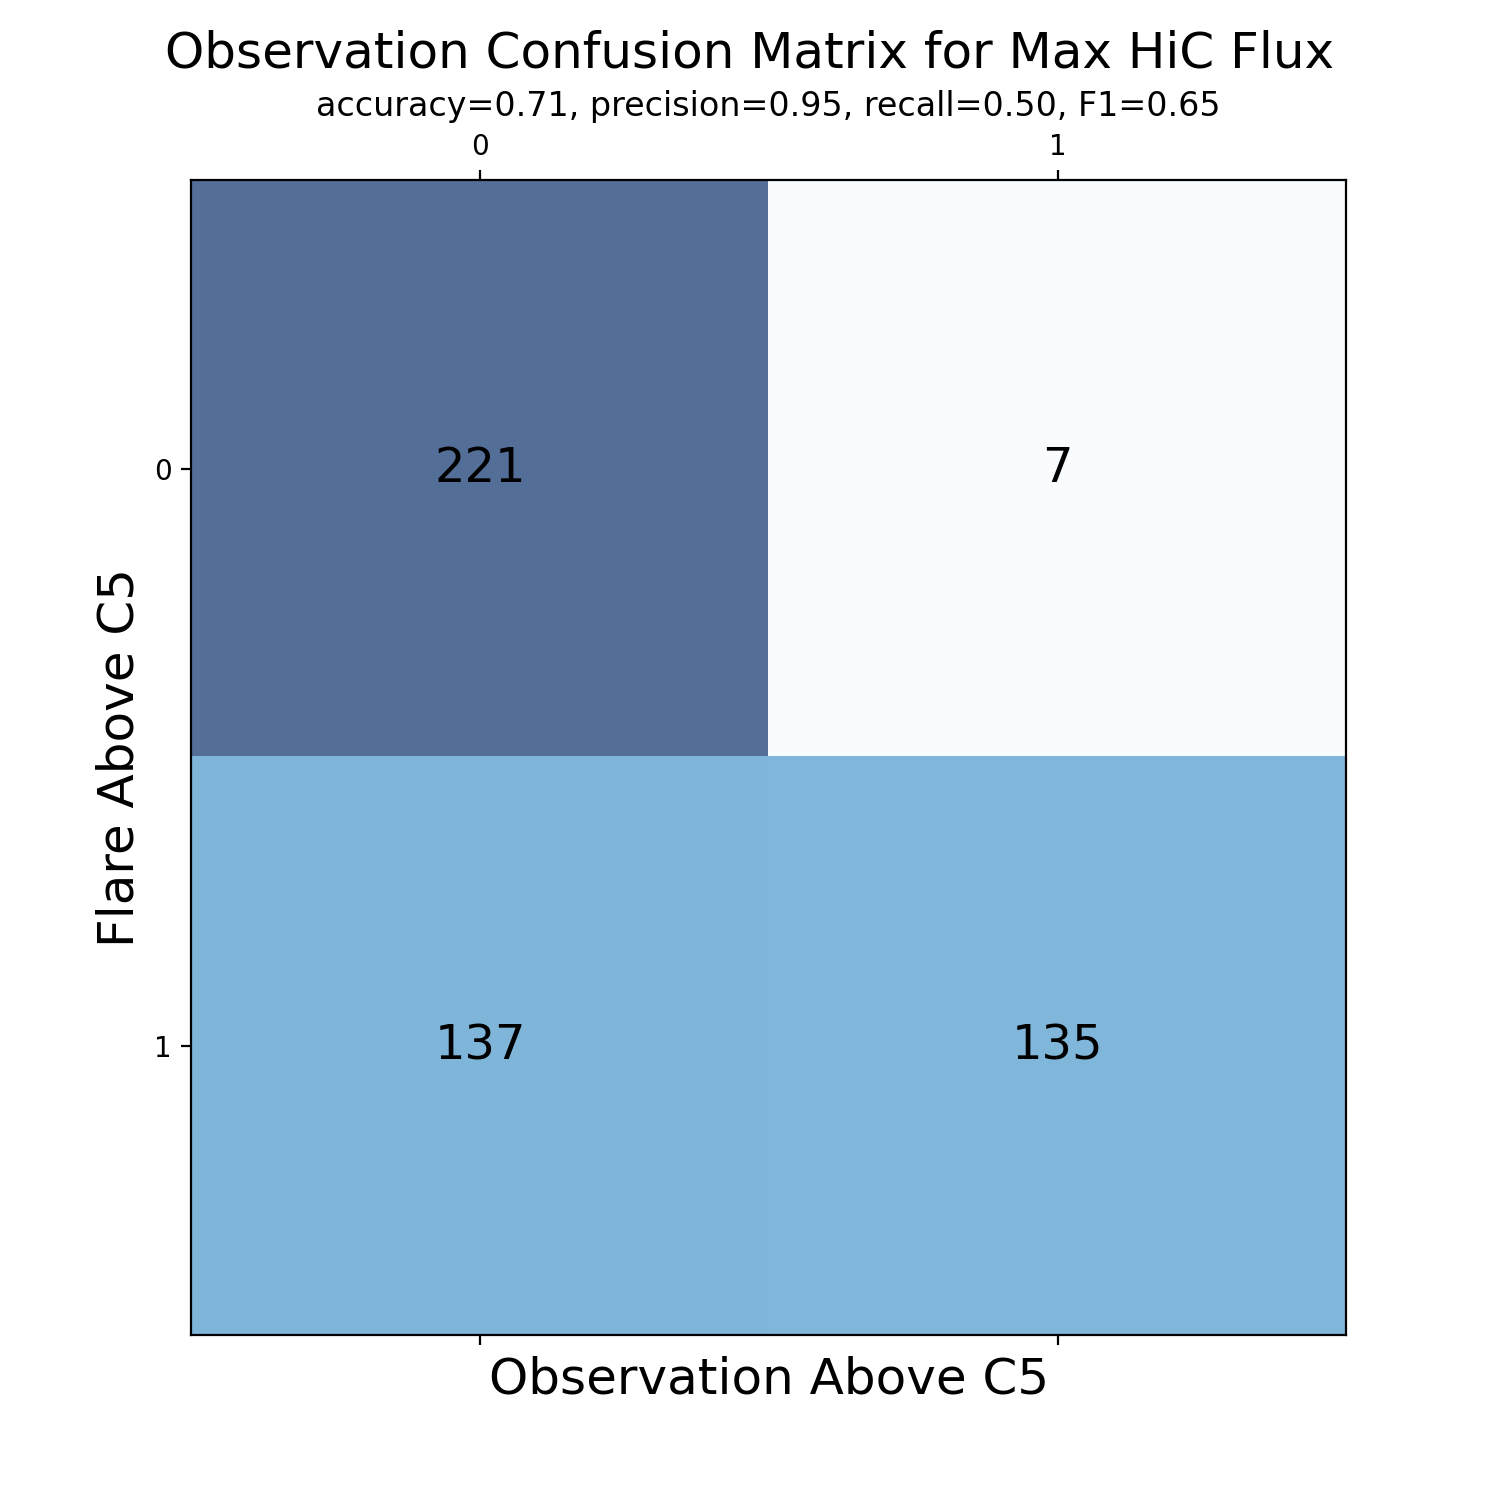 Observation Confusion Matrix for Max HiC Flux
accuracy=0.71, precision=0.95, recall=0.50, F1=0.65
0 1
0 221 7
Flare Above C5
1 137 135
Observation Above C5